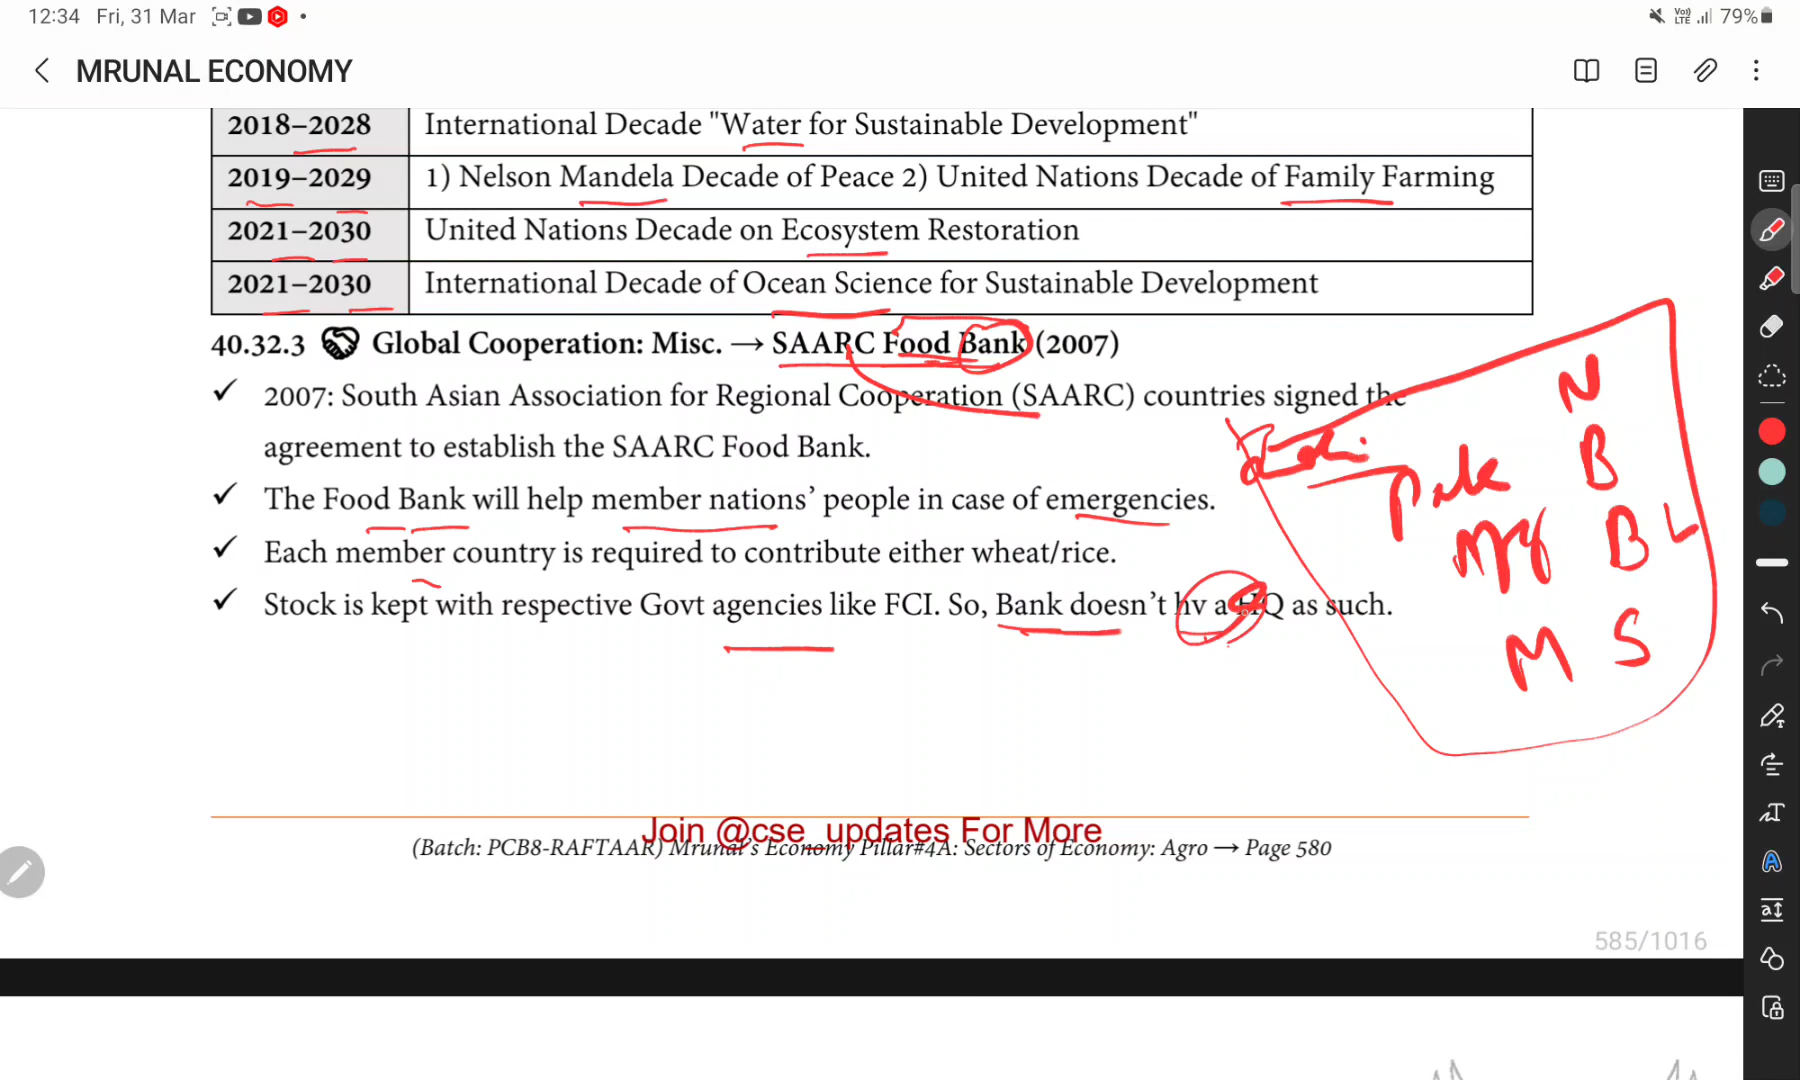 12:34 Fri, 31 Mar
Vo)) LTE 79%
MRUNAL ECONOMY
2018–2028 International Decade "Water for Sustainable Development"
2019–2029 1) Nelson Mandela Decade of Peace 2) United Nations Decade of Family Farming
2021–2030 United Nations Decade on Ecosystem Restoration
2021–2030 International Decade of Ocean Science for Sustainable Development
40.32.3 Global Cooperation: Misc. → SAARC Food Bank (2007)
✓ 2007: South Asian Association for Regional Cooperation (SAARC) countries signed the
agreement to establish the SAARC Food Bank.
✓ The Food Bank will help member nations’ people in case of emergencies.
✓ Each member country is required to contribute either wheat/rice.
✓ Stock is kept with respective Govt agencies like FCI. So, Bank doesn’t hv a HQ as such.
N
B
B L
M S
Join @cse_updates For More
(Batch: PCB8-RAFTAAR) Mrunal’s Economy Pillar#4A: Sectors of Economy: Agro → Page 580
585/1016